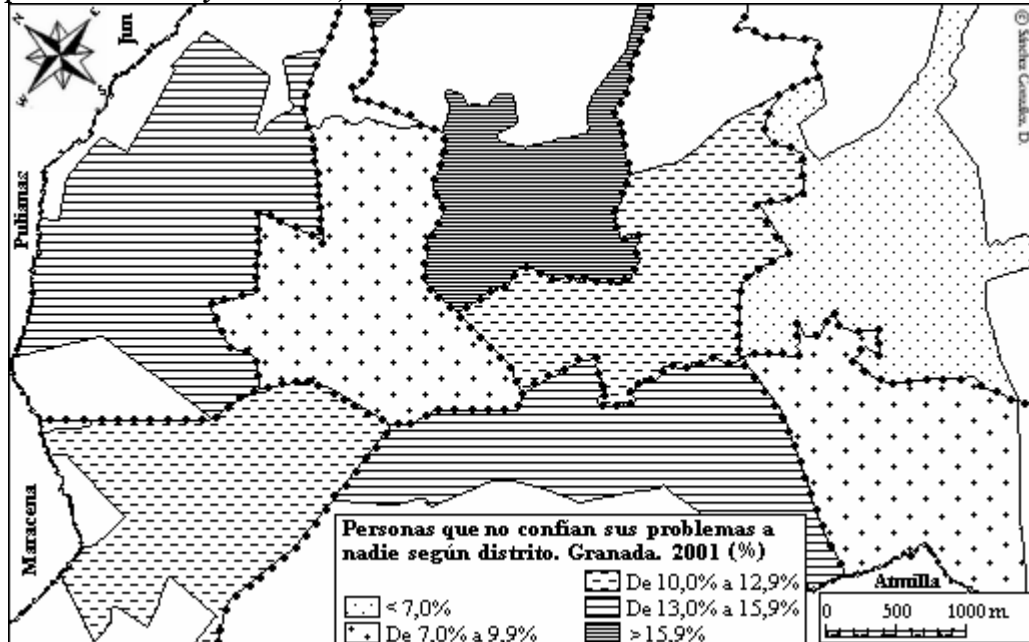 N
E
S
W
Jun
© Sánchez González, D.
Pulianas
Maracena
Personas que no confían sus problemas a
nadie según distrito. Granada. 2001 (%)
< 7,0%
De 7,0% a 9,9%
De 10,0% a 12,9%
De 13,0% a 15,9%
>15,9%
Armilla
0 500 1000 m.